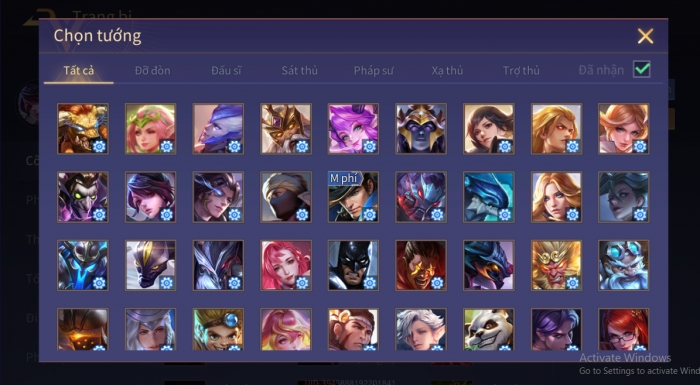 Trang bị
Chọn tướng
Tất cả
Đỡ đòn
Đấu sĩ
Sát thủ
Pháp sư
Xạ thủ
Trợ thủ
Đã nhận
M phí
Activate Windows
Go to Settings to activate Wind